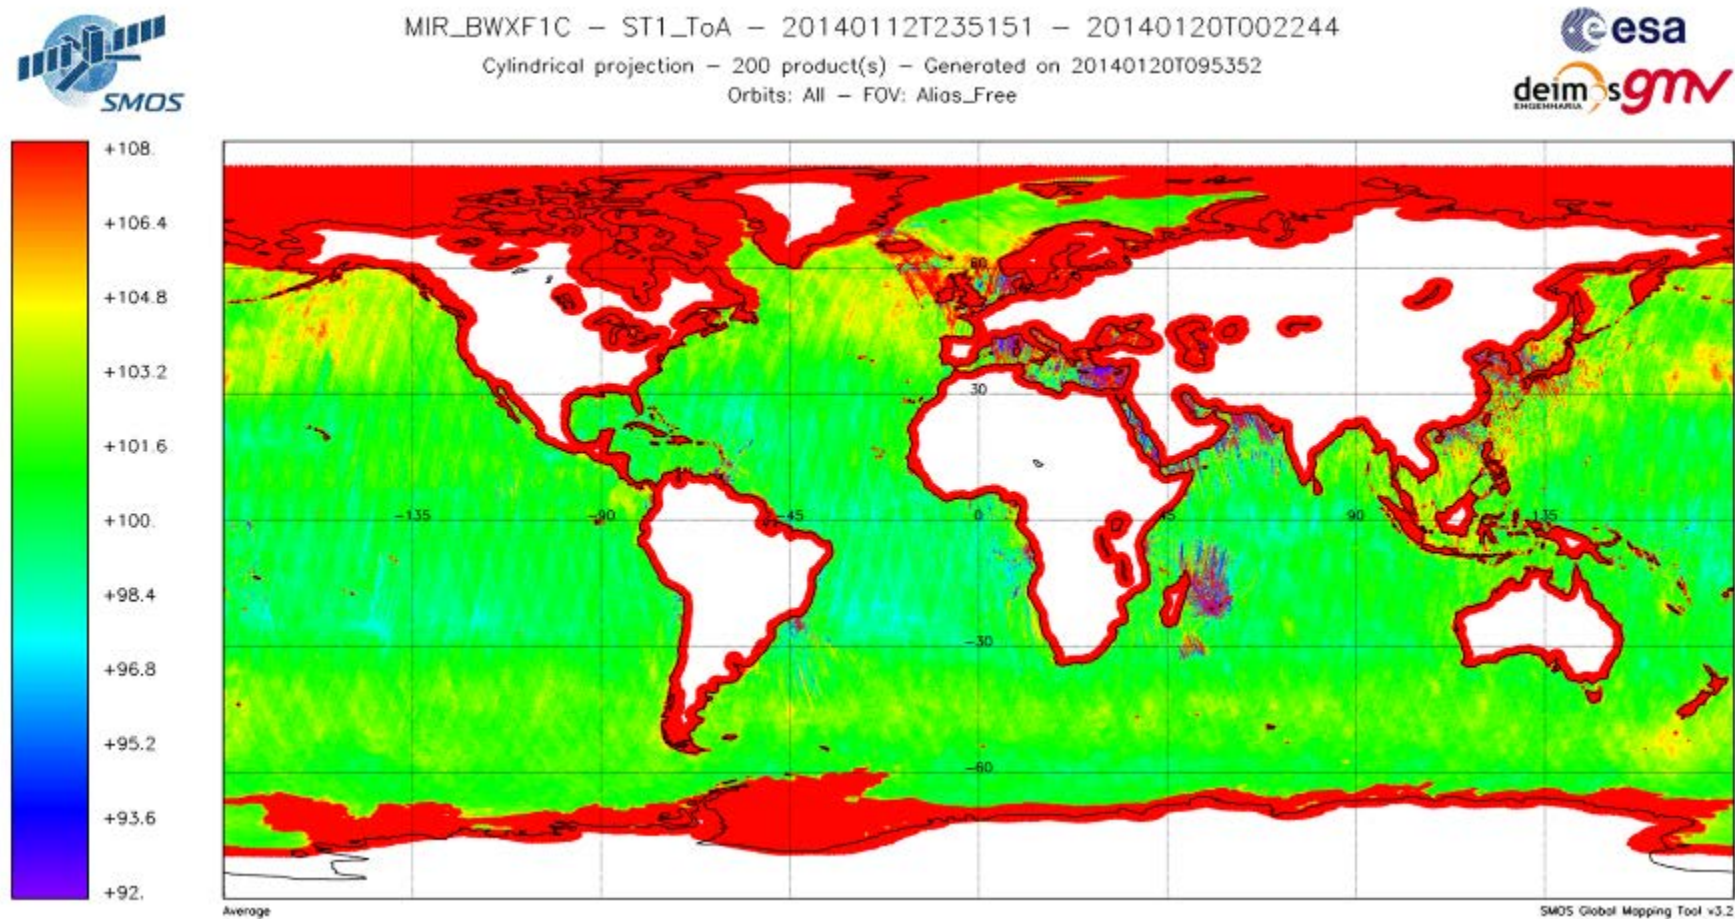 MIR_BWXF1C - ST1_ToA - 20140112T235151 - 20140120T002244
Cylindrical projection - 200 product(s) - Generated on 20140120T095352
Orbits: All - FOV: Alias_Free
SMOS
esa
deimos
ENGENHARIA
gmv
+108.
+106.4
+104.8
+103.2
+101.6
+100.
+98.4
+96.8
+95.2
+93.6
+92.
60
30
-135
-90
-45
0
45
90
135
-30
-60
Average
SMOS Global Mapping Tool v3.2